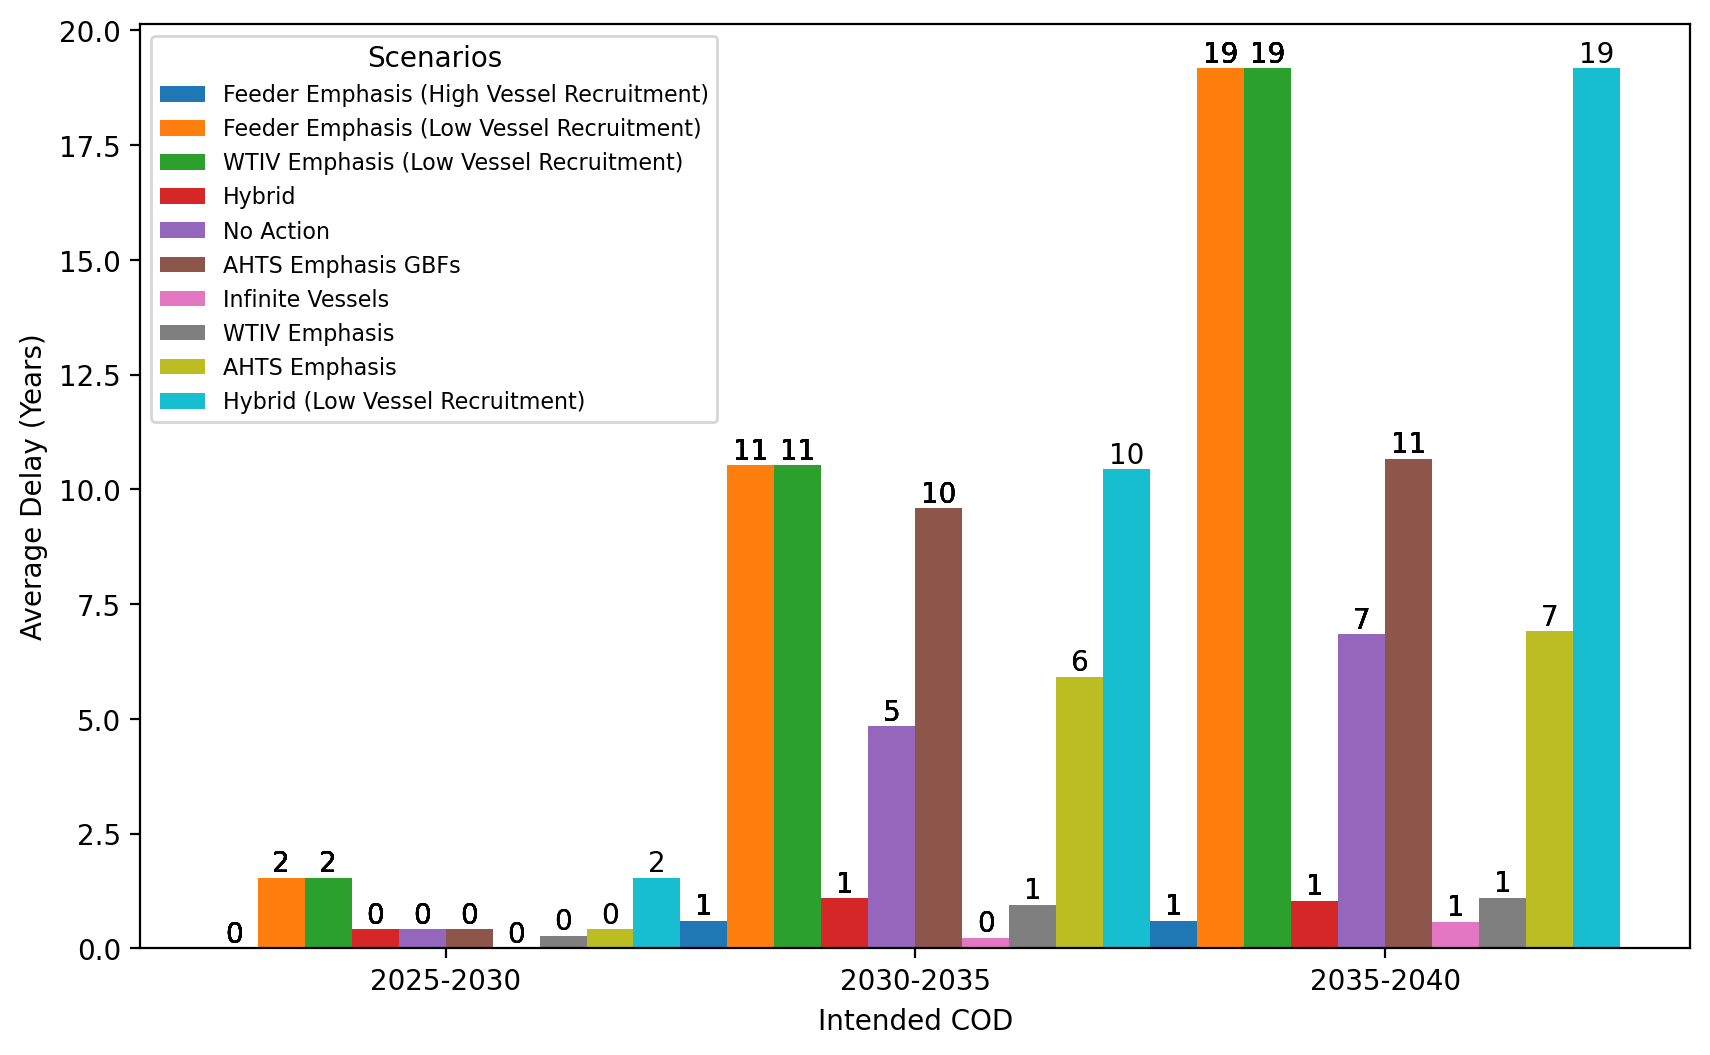 Scenarios
Feeder Emphasis (High Vessel Recruitment)
Feeder Emphasis (Low Vessel Recruitment)
WTIV Emphasis (Low Vessel Recruitment)
Hybrid
No Action
AHTS Emphasis GBFs
Infinite Vessels
WTIV Emphasis
AHTS Emphasis
Hybrid (Low Vessel Recruitment)
Average Delay (Years)
20.0
17.5
15.0
12.5
10.0
7.5
5.0
2.5
0.0
0 2 2 0 0 0 0 0 0 2
1 11 11 1 5 10 0 1 6 10
1 19 19 1 7 11 1 1 7 19
2025-2030 2030-2035 2035-2040
Intended COD